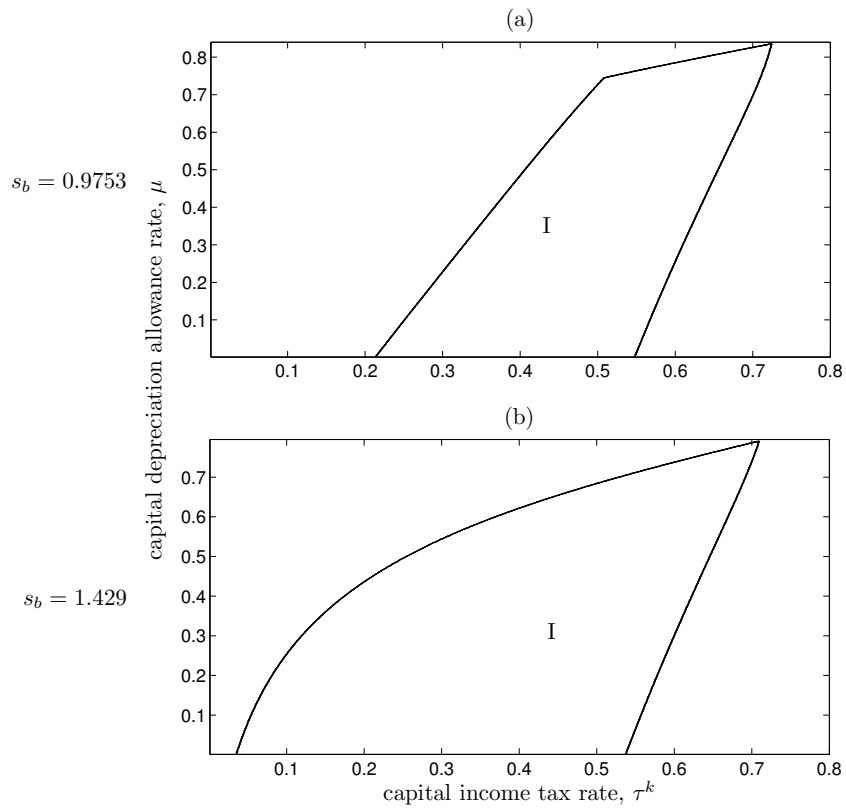 (a)
0.8
0.7
0.6
0.5
0.4
0.3
0.2
0.1
I
0.1 0.2 0.3 0.4 0.5 0.6 0.7 0.8
s_b = 0.9753
capital depreciation allowance rate, μ
(b)
0.7
0.6
0.5
0.4
0.3
0.2
0.1
I
0.1 0.2 0.3 0.4 0.5 0.6 0.7 0.8
s_b = 1.429
capital income tax rate, τ^k